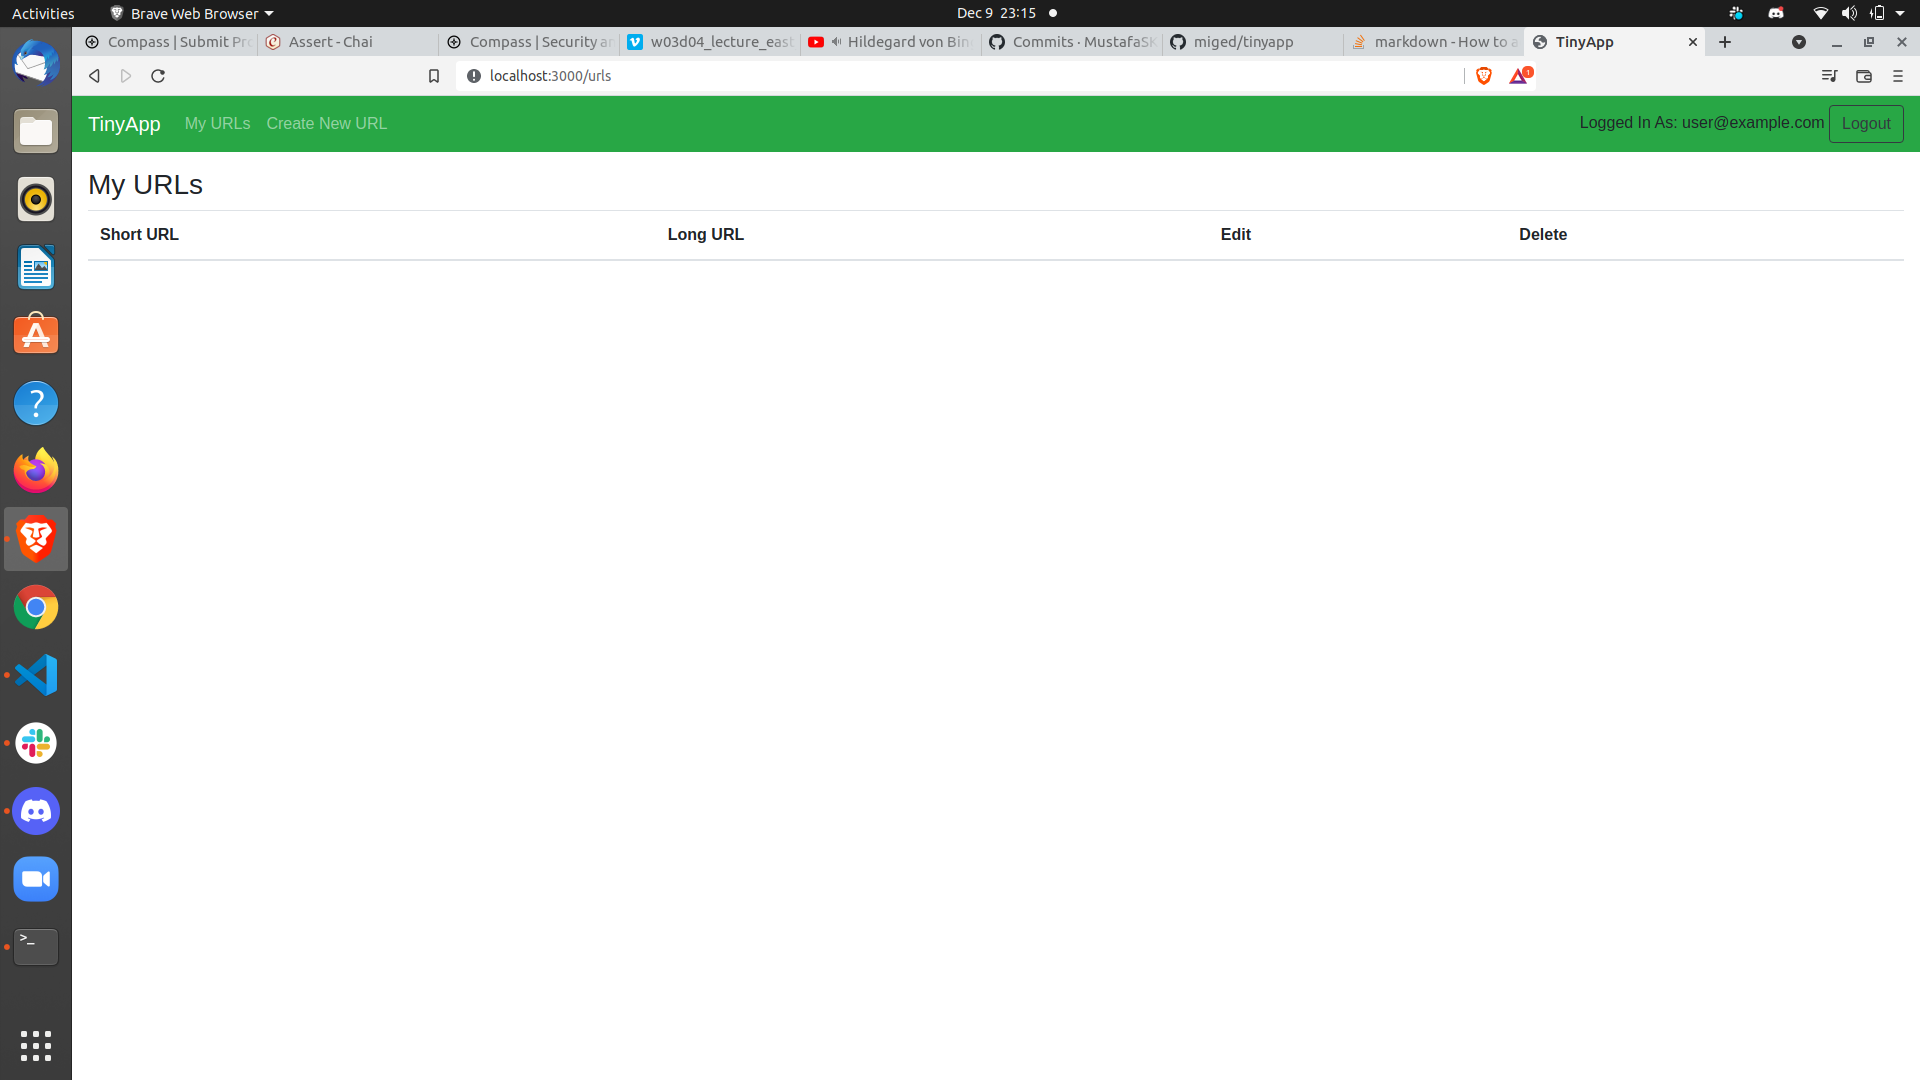 Activities Brave Web Browser Dec 9 23:15
Compass | Submit Pr Assert - Chai Compass | Security a w03d04_lecture_east Hildegard von Bin Commits · MustafaSK miged/tinyapp markdown - How to a TinyApp
localhost:3000/urls 1
TinyApp My URLs Create New URL Logged In As: user@example.com Logout
My URLs
Short URL Long URL Edit Delete